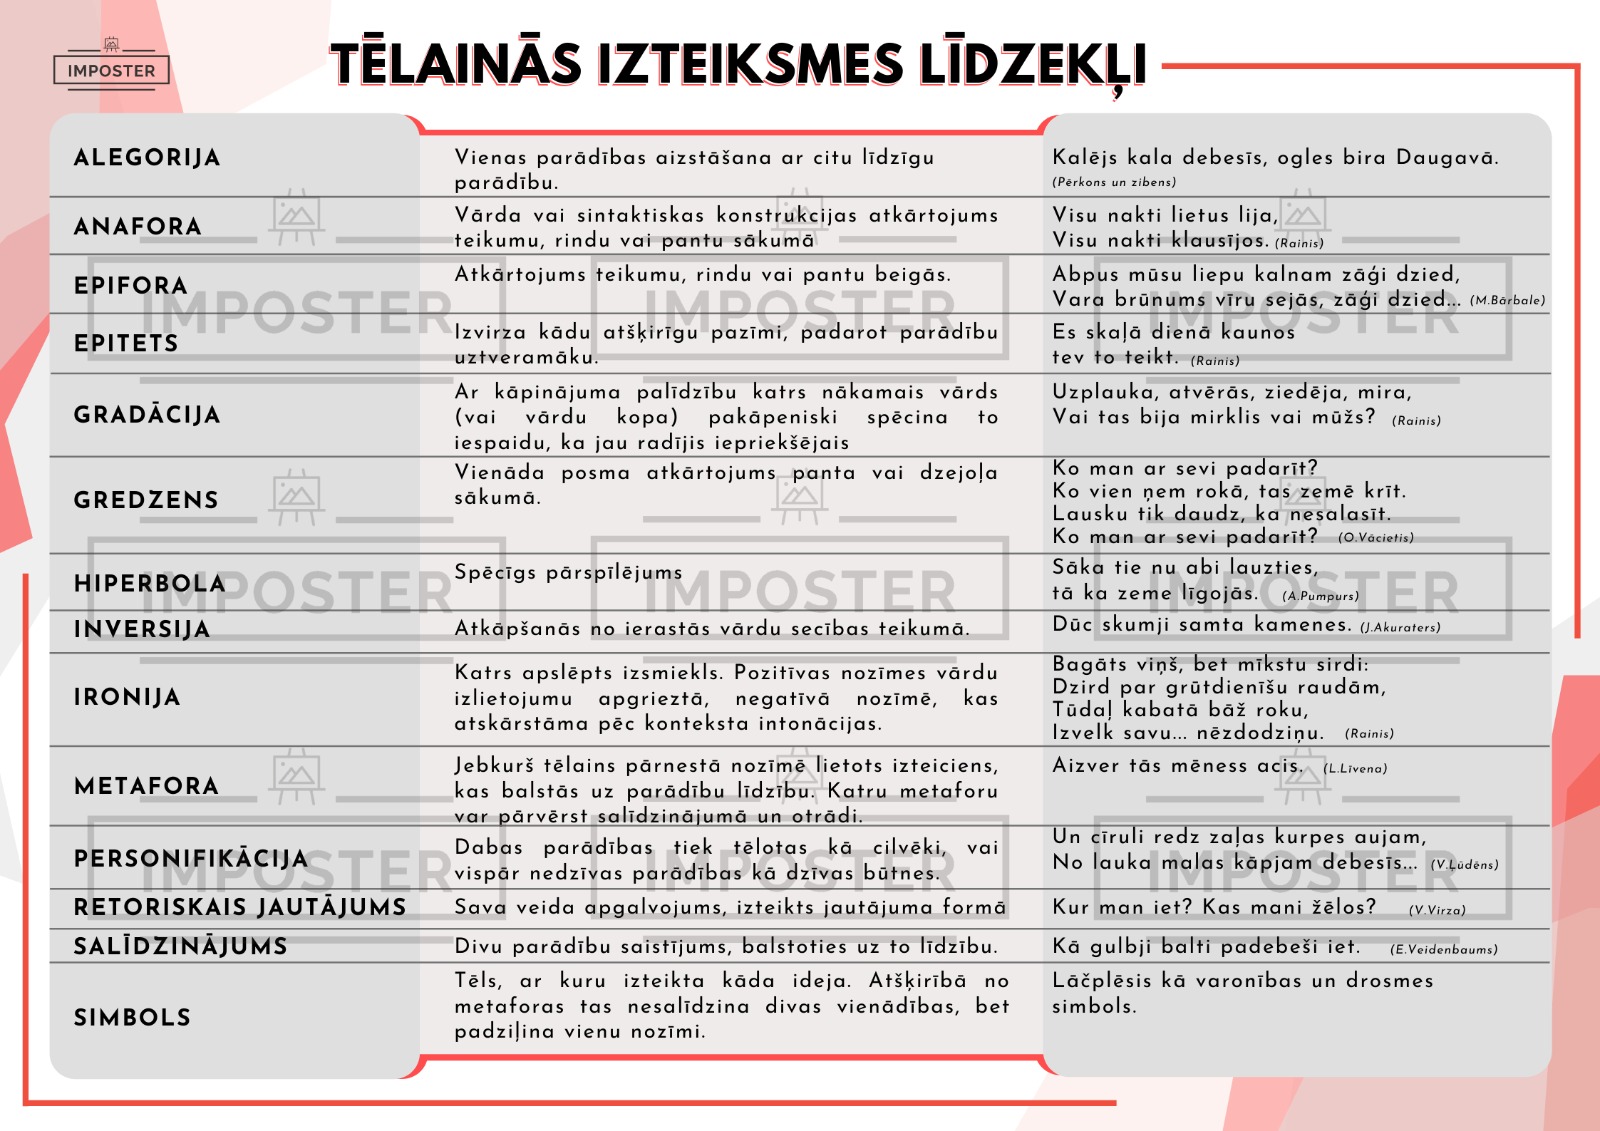 IMPOSTER
TĒLAINĀS IZTEIKSMES LĪDZEKĻI
ALEGORIJA
Vienas parādības aizstāšana ar citu līdzīgu
parādību.
Kalējs kala debesīs, ogles bira Daugavā.
(Pērkons un zibens)
ANAFORA
Vārda vai sintaktiskas konstrukcijas atkārtojums
teikumu, rindu vai pantu sākumā
Visu nakti lietus lija,
Visu nakti klausījos. (Rainis)
EPIFORA
Atkārtojums teikumu, rindu vai pantu beigās.
Abpus mūsu liepu kalnam zāģi dzied,
Vara brūnums vīru sejās, zāģi dzied... (M.Bārbale)
EPITETS
Izvirza kādu atšķirīgu pazīmi, padarot parādību
uztveramāku.
Es skaļā dienā kaunos
tev to teikt. (Rainis)
GRADĀCIJA
Ar kāpinājuma palīdzību katrs nākamais vārds
(vai vārdu kopa) pakāpeniski spēcina to
iespaidu, ka jau radījis iepriekšējais
Uzplauka, atvērās, ziedēja, mira,
Vai tas bija mirklis vai mūžs? (Rainis)
GREDZENS
Vienāda posma atkārtojums panta vai dzejoļa
sākumā.
Ko man ar sevi padarīt?
Ko vien ņem rokā, tas zemē krīt.
Lausku tik daudz, ka nesalasīt.
Ko man ar sevi padarīt? (O.Vācietis)
HIPERBOLA
Spēcīgs pārspīlējums
Sāka tie nu abi lauzties,
tā ka zeme līgojās. (A.Pumpurs)
INVERSIJA
Atkāpšanās no ierastās vārdu secības teikumā.
Dūc skumji samta kamenes. (J.Akuraters)
IRONIJA
Katrs apslēpts izsmiekls. Pozitīvas nozīmes vārdu
izlietojumu apgrieztā, negatīvā nozīmē, kas
atskārstāma pēc konteksta intonācijas.
Bagāts viņš, bet mīkstu sirdi:
Dzird par grūtdienīšu raudām,
Tūdaļ kabatā bāž roku,
Izvelk savu... nēzdodziņu. (Rainis)
METAFORA
Jebkurš tēlains pārnestā nozīmē lietots izteiciens,
kas balstās uz parādību līdzību. Katru metaforu
var pārvērst salīdzinājumā un otrādi.
Aizver tās mēness acis. (L.Līvena)
PERSONIFIKĀCIJA
Dabas parādības tiek tēlotas kā cilvēki, vai
vispār nedzīvas parādības kā dzīvas būtnes.
Un cīruli redz zaļas kurpes aujam,
No lauka malas kāpjam debesīs... (V.Lūdēns)
RETORISKAIS JAUTĀJUMS
Sava veida apgalvojums, izteikts jautājuma formā
Kur man iet? Kas mani žēlos? (V.Virza)
SALĪDZINĀJUMS
Divu parādību saistījums, balstoties uz to līdzību.
Kā gulbji balti padebeši iet. (E.Veidenbaums)
SIMBOLS
Tēls, ar kuru izteikta kāda ideja. Atšķirībā no
metaforas tas nesalīdzina divas vienādības, bet
padziļina vienu nozīmi.
Lāčplēsis kā varonības un drosmes
simbols.
IMPOSTER
IMPOSTER
IMPOSTER
IMPOSTER
IMPOSTER
IMPOSTER
IMPOSTER
IMPOSTER
IMPOSTER